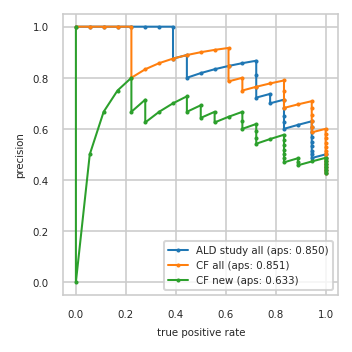 1.0
0.8
0.6
0.4
0.2
0.0
precision
0.0 0.2 0.4 0.6 0.8 1.0
true positive rate
ALD study all (aps: 0.850)
CF all (aps: 0.851)
CF new (aps: 0.633)